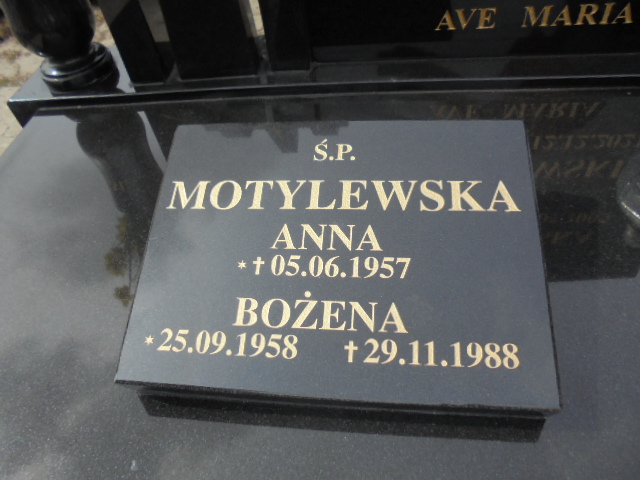 AVE MARIA
Ś.P.
MOTYLEWSKA
ANNA
*†05.06.1957
BOŻENA
*25.09.1958 †29.11.1988